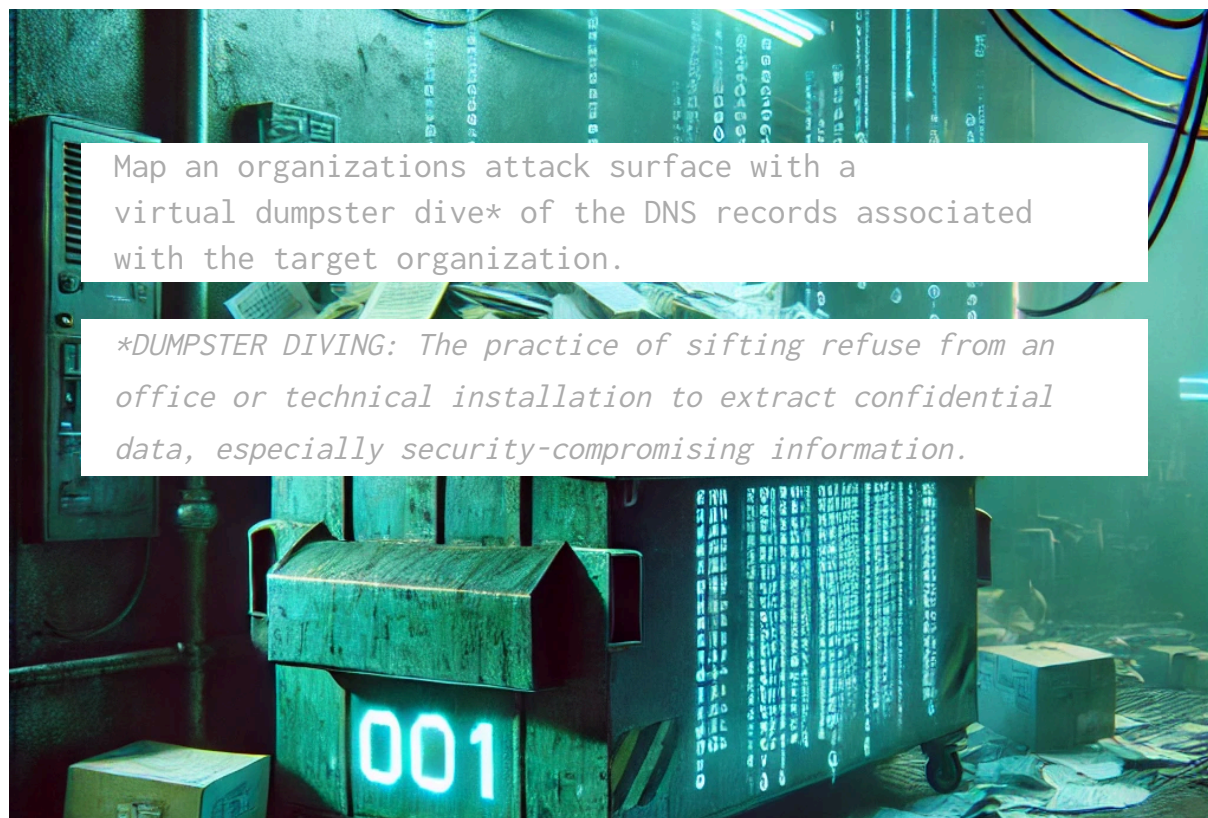 Map an organizations attack surface with a
virtual dumpster dive* of the DNS records associated
with the target organization.
*DUMPSTER DIVING: The practice of sifting refuse from an
office or technical installation to extract confidential
data, especially security-compromising information.
001